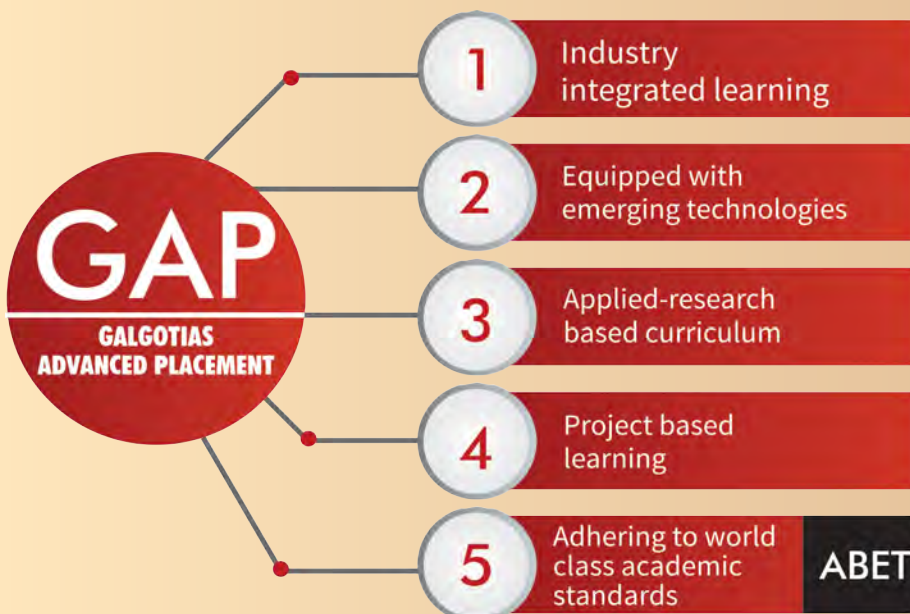 GAP
GALGOTIAS
ADVANCED PLACEMENT
1
Industry
integrated learning
2
Equipped with
emerging technologies
3
Applied-research
based curriculum
4
Project based
learning
5
Adhering to world
class academic
standards
ABET